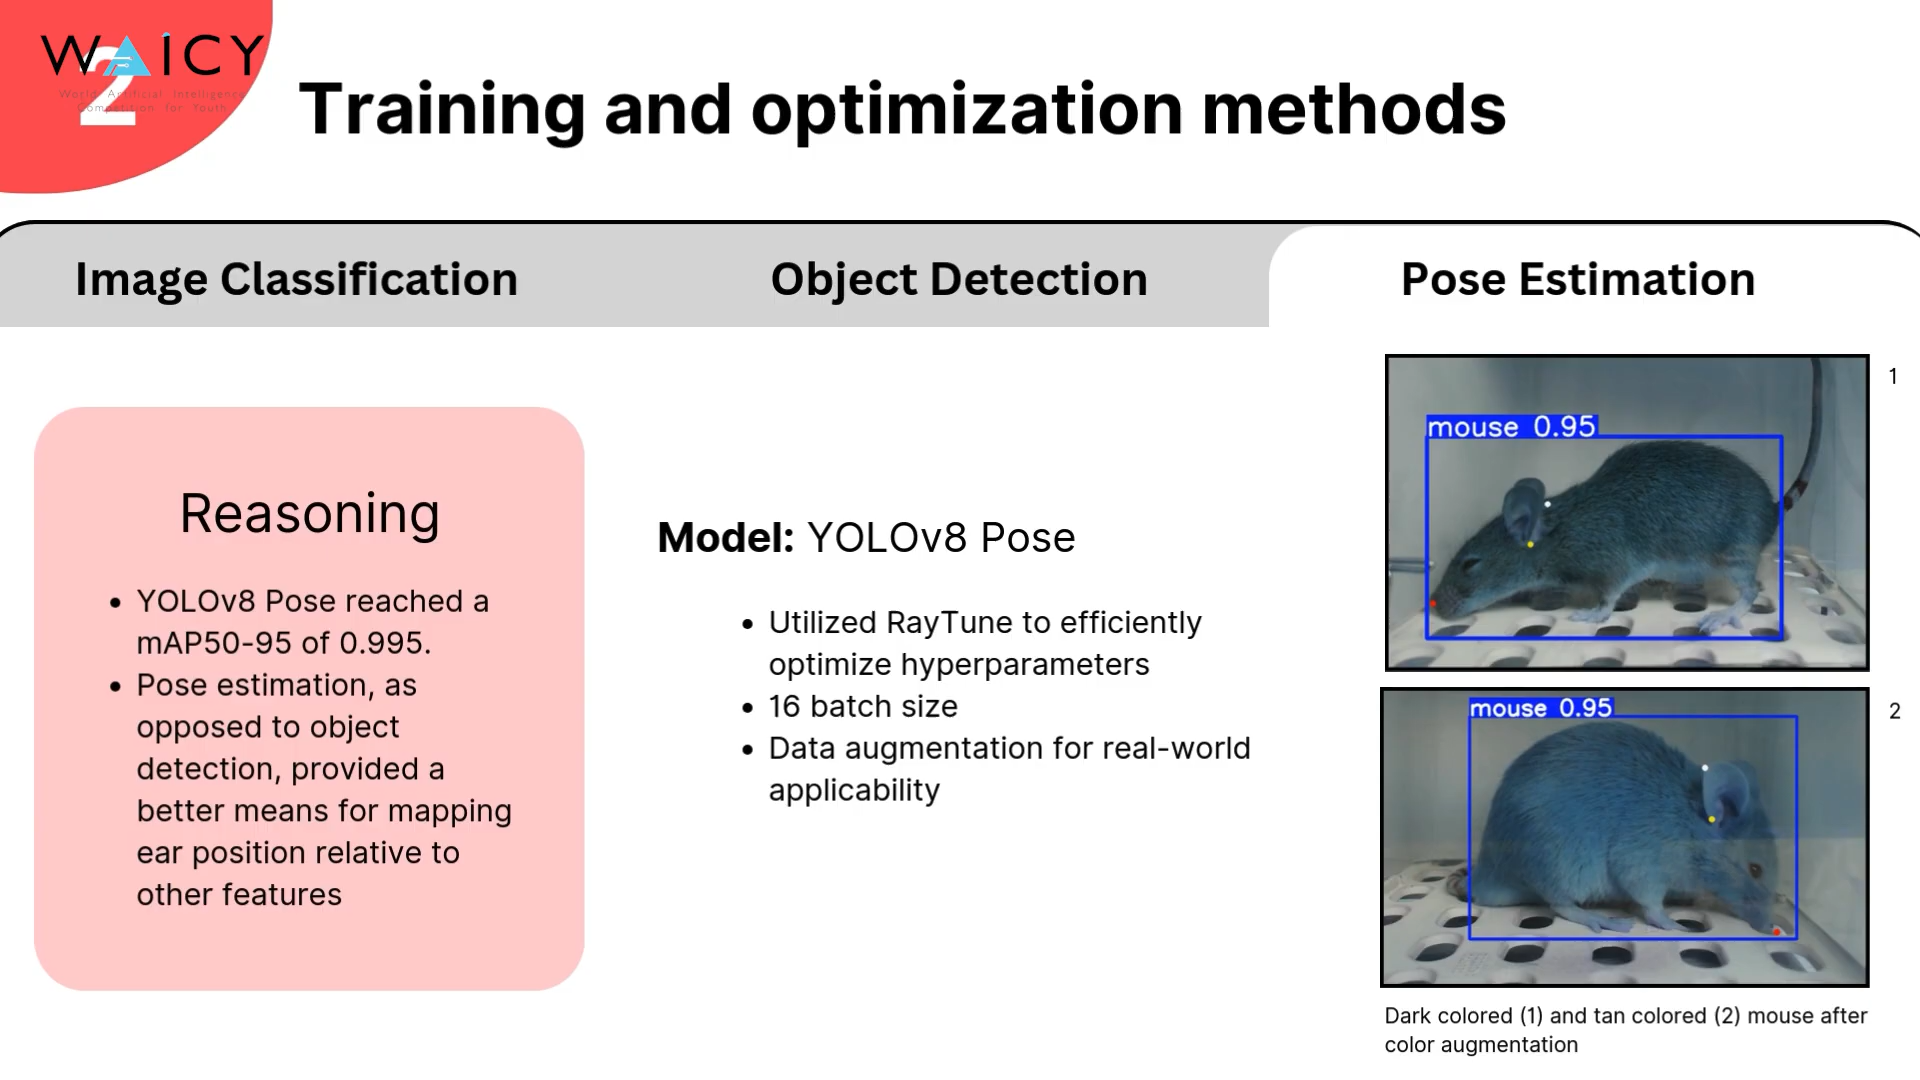 WAiCY
2
World Artificial Intelligence
Competition for Youth
Training and optimization methods
Image Classification
Object Detection
Pose Estimation
Reasoning
• YOLOv8 Pose reached a
mAP50-95 of 0.995.
• Pose estimation, as
opposed to object
detection, provided a
better means for mapping
ear position relative to
other features
Model: YOLOv8 Pose
• Utilized RayTune to efficiently
optimize hyperparameters
• 16 batch size
• Data augmentation for real-world
applicability
1
mouse 0.95
2
mouse 0.95
Dark colored (1) and tan colored (2) mouse after
color augmentation